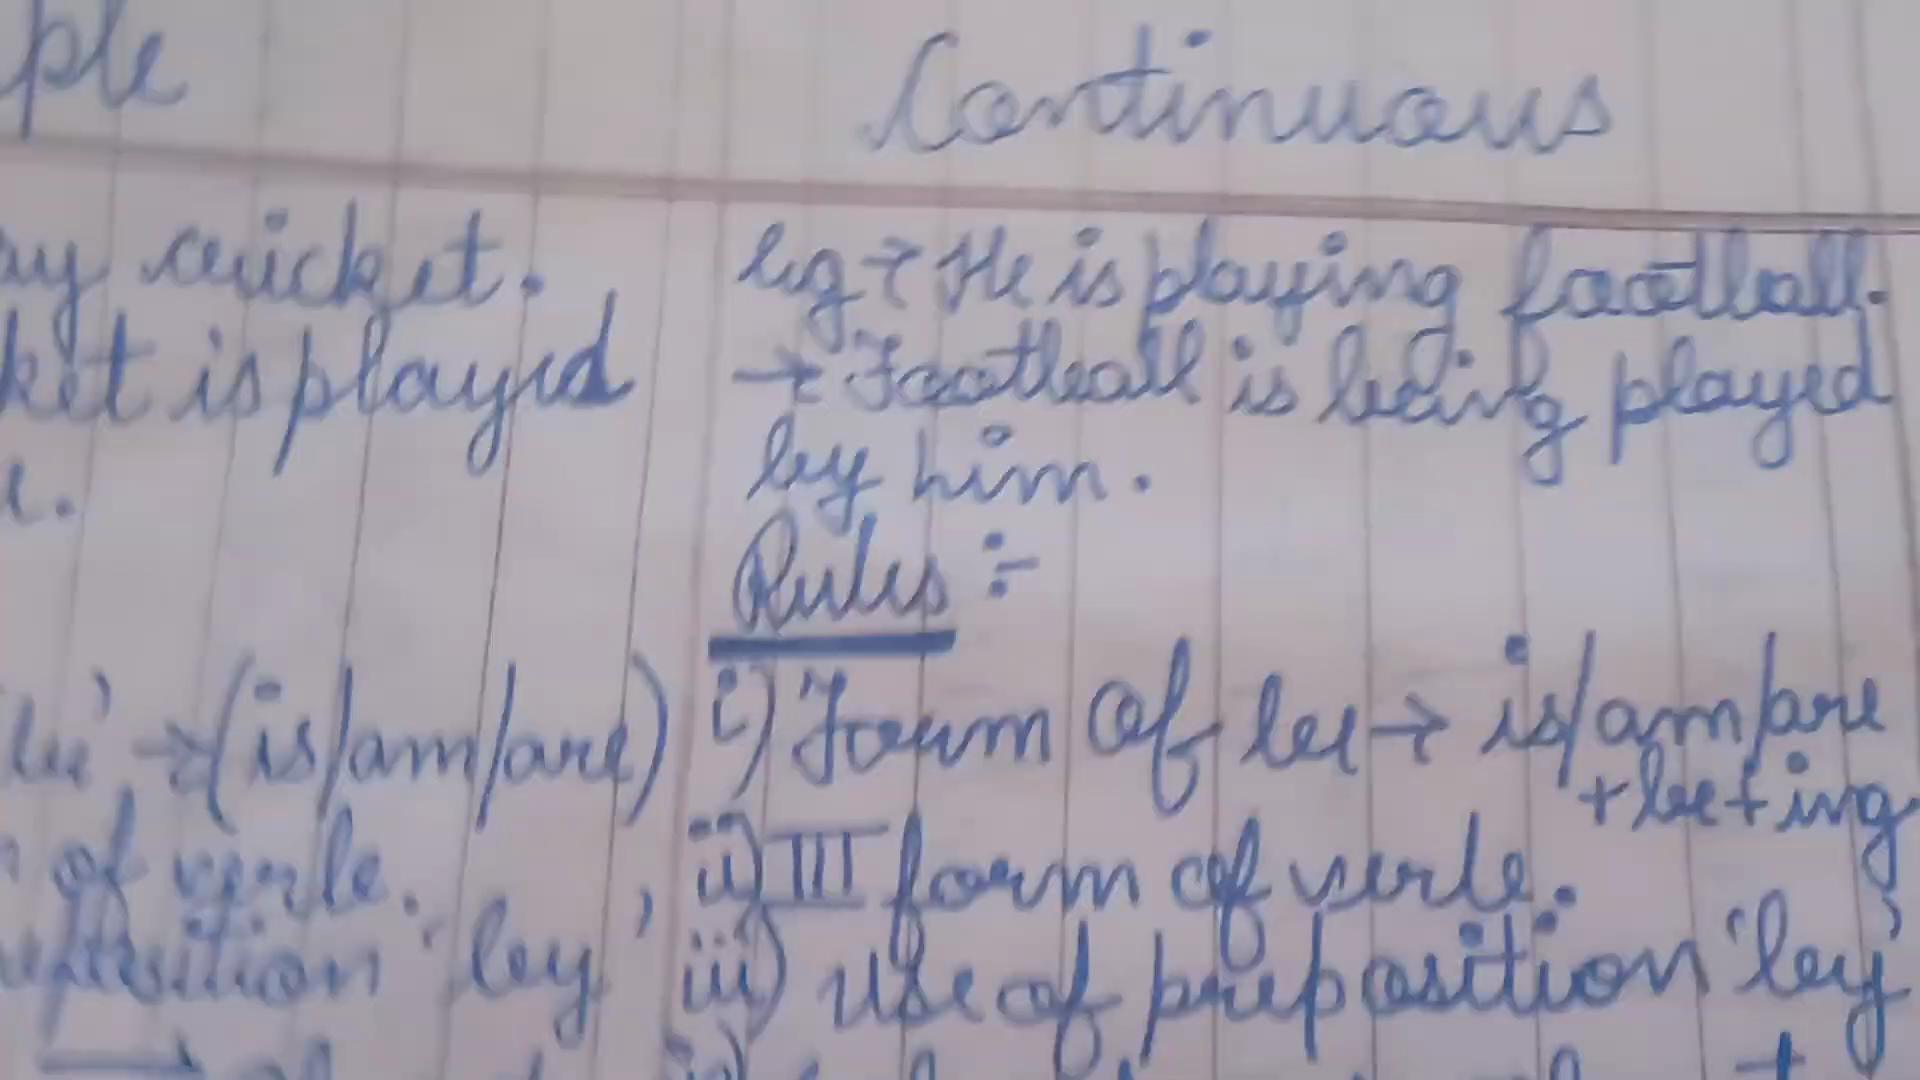 ple
Continuous
ay cricket.
ket is played
eg → He is playing football.
→ Football is being played
by him.
Rules :-
be' → (is/am/are)
of verb.
'by'
i) Form of be → is/am/are
+be+ing
ii) III form of verb.
iii) Use of preposition 'by'